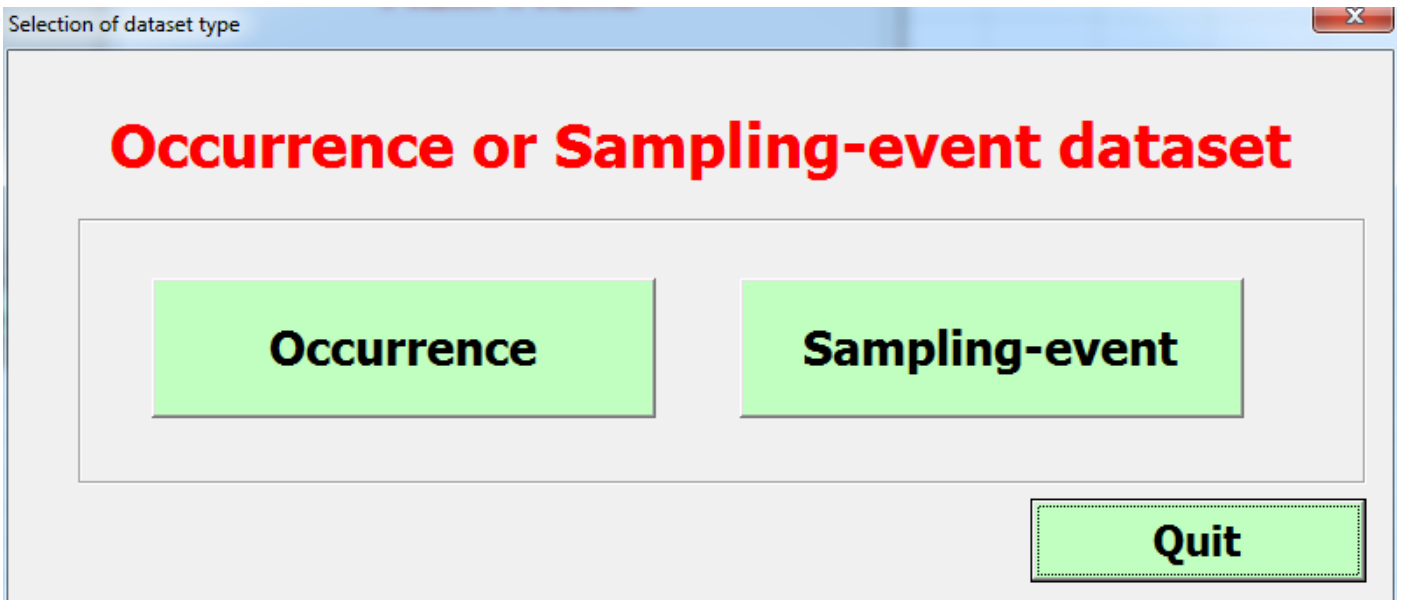 Selection of dataset type
Occurrence or Sampling-event dataset
Occurrence
Sampling-event
Quit